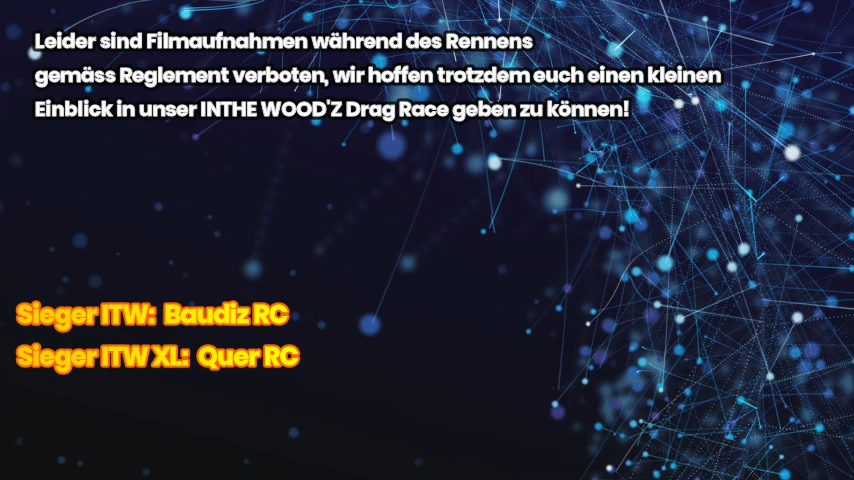 Leider sind Filmaufnahmen während des Rennens
gemäss Reglement verboten, wir hoffen trotzdem euch einen kleinen
Einblick in unser INTHE WOOD'Z Drag Race geben zu können!
Sieger ITW: Baudiz RC
Sieger ITW XL: Quer RC